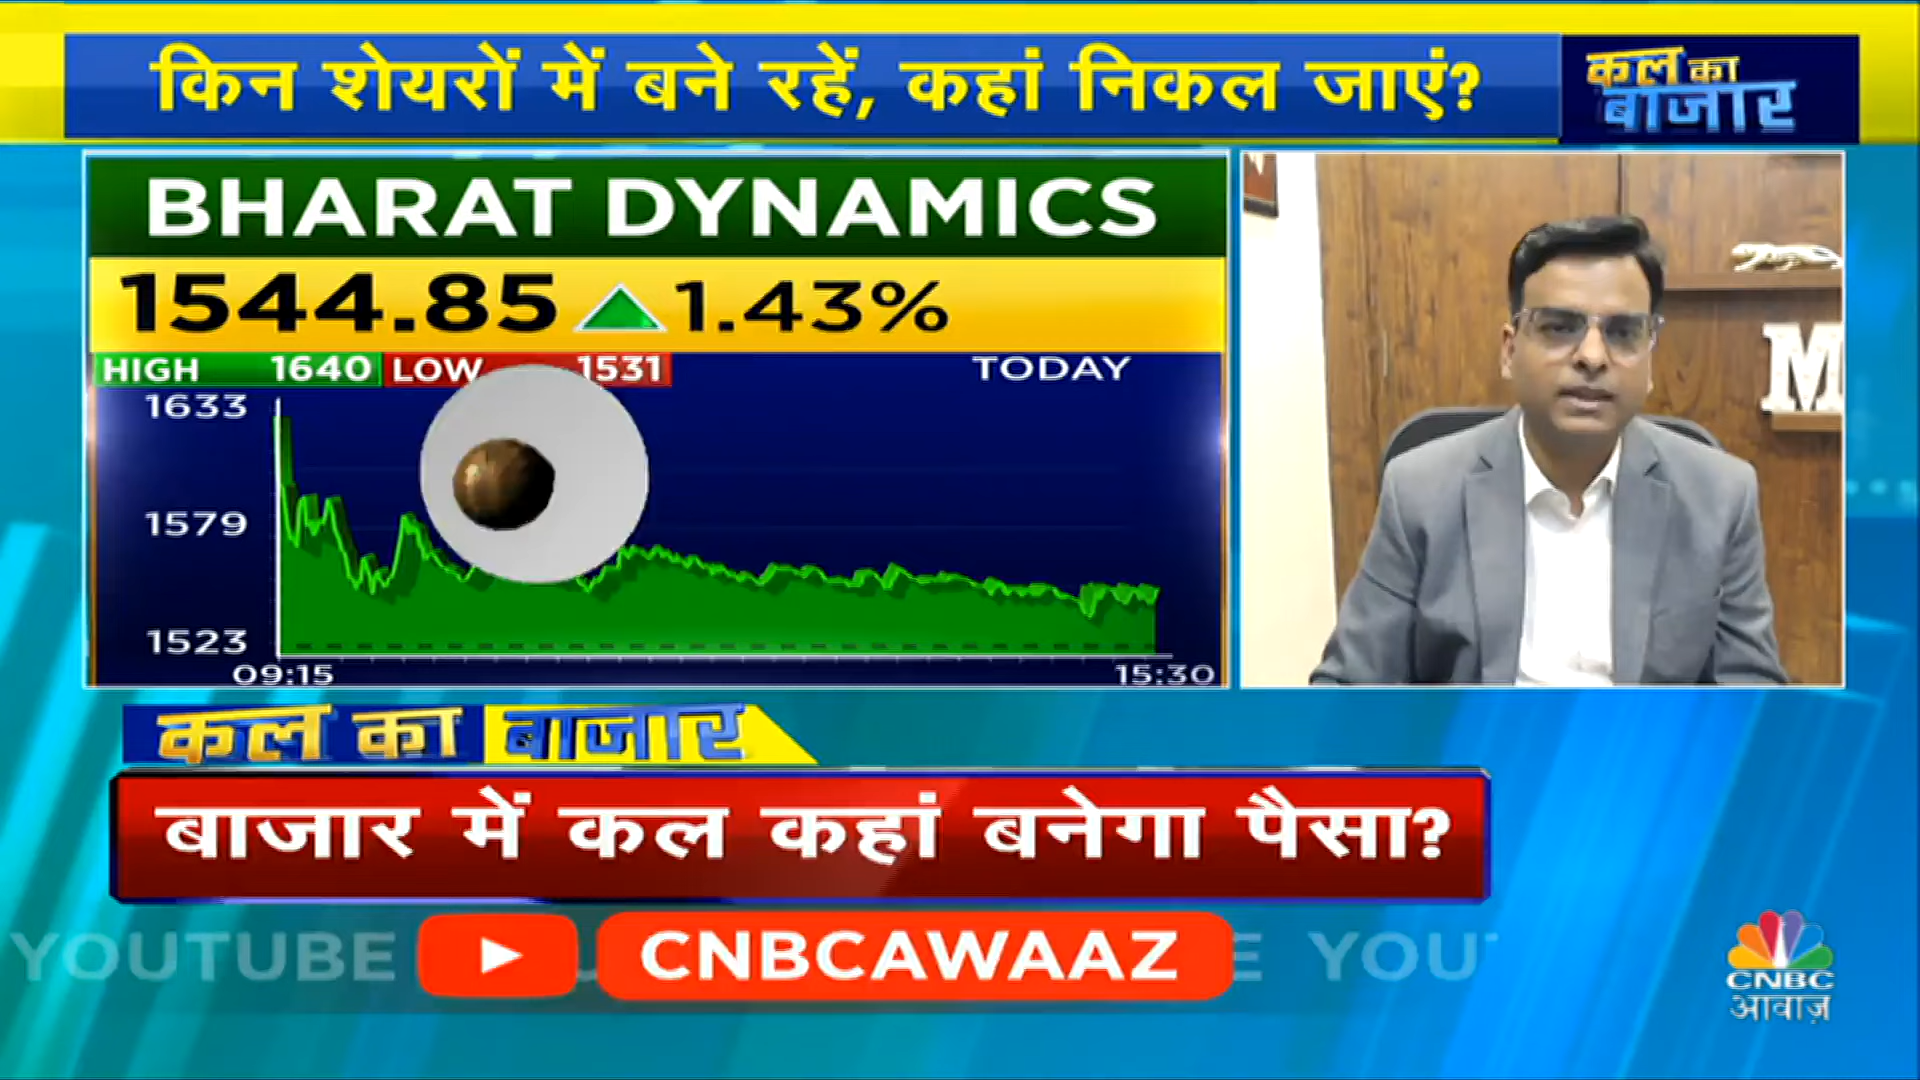 किन शेयरों में बने रहें, कहां निकल जाएं?
कल का
बाजार
BHARAT DYNAMICS
1544.85 1.43%
HIGH 1640 LOW 1531 TODAY
1633
1579
1523
09:15 15:30
M
कल का बाजार
बाजार में कल कहां बनेगा पैसा?
YOUTUBE CNBCAWAAZ E YOU
CNBC
आवाज़